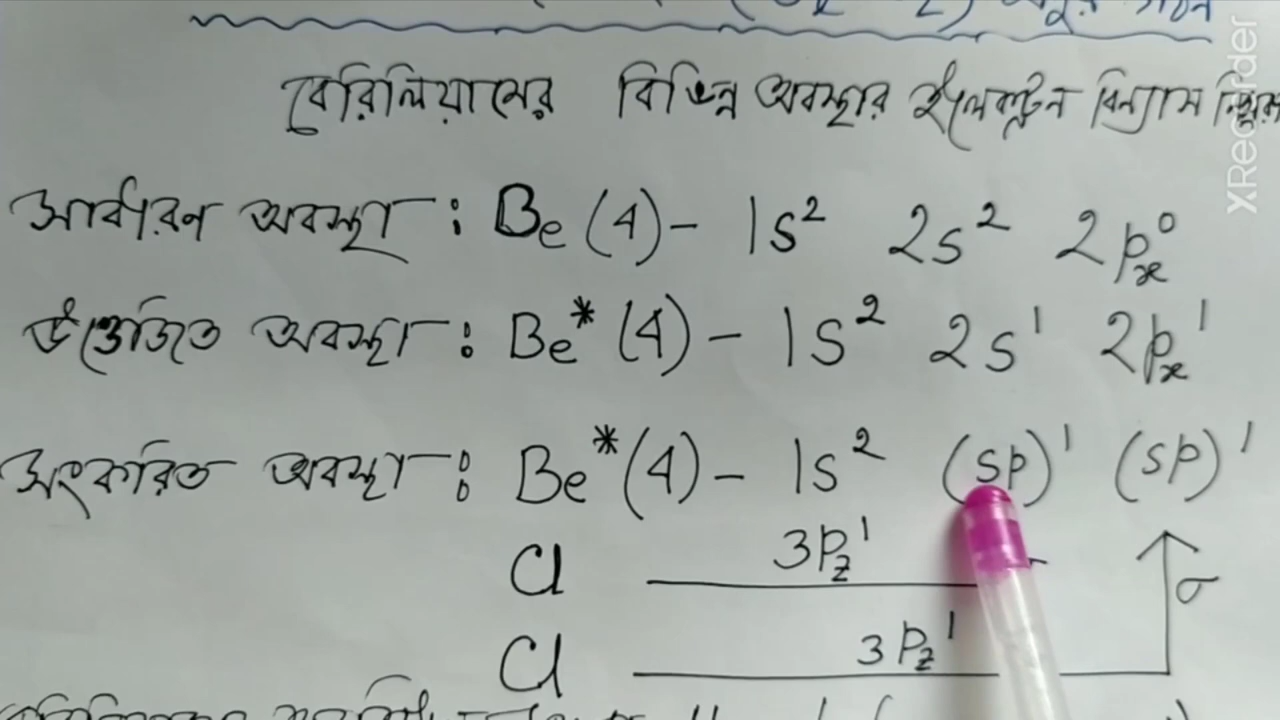 বেরিলিয়ামের বিভিন্ন অবস্থার ইলেকট্রন বিন্যাস
সাধারন অবস্থা : Be (4) - 1s² 2s² 2pₓ⁰
উত্তেজিত অবস্থা : Be* (4) - 1s² 2s¹ 2pₓ¹
সংকরিত অবস্থা : Be* (4) - 1s² (sp)¹ (sp)¹
Cl 3p_z¹
σ
Cl 3p_z¹
XRecorder